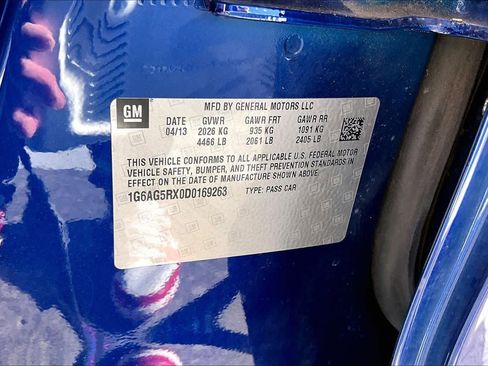 GM
MFD BY GENERAL MOTORS LLC
DATE GVWR GAWR FRT GAWR RR
04/13 2026 KG 935 KG 1091 KG
4466 LB 2061 LB 2405 LB
THIS VEHICLE CONFORMS TO ALL APPLICABLE U.S. FEDERAL MOTOR
VEHICLE SAFETY, BUMPER, AND THEFT PREVENTION STANDARDS IN
EFFECT ON THE DATE OF MANUFACTURE SHOWN ABOVE.
1G6AG5RX0D0169263 TYPE: PASS CAR